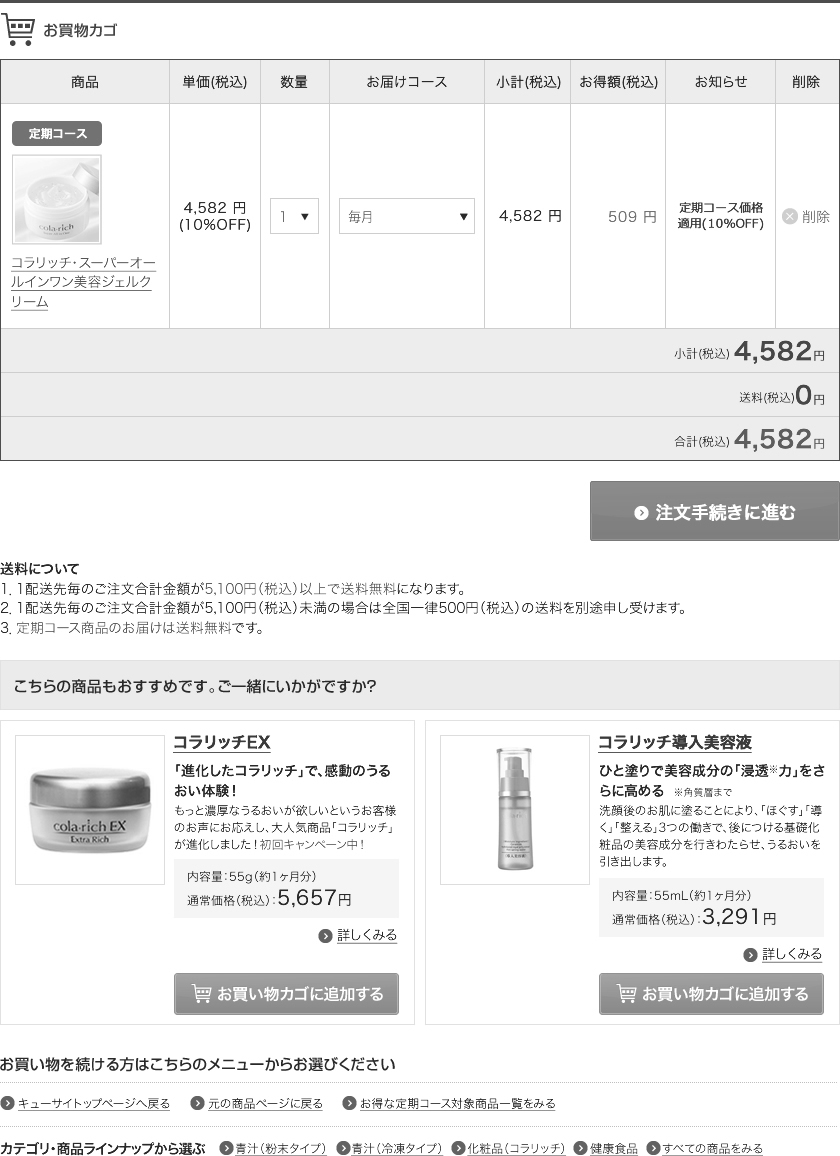 お買物カゴ
商品 単価(税込) 数量 お届けコース 小計(税込) お得額(税込) お知らせ 削除
定期コース
cola-rich
コラリッチ・スーパーオー
ルインワン美容ジェルク
リーム
4,582 円
(10%OFF)
1 ▼
毎月 ▼
4,582 円
509 円
定期コース価格
適用(10%OFF)
削除
小計(税込) 4,582円
送料(税込)0円
合計(税込) 4,582円
注文手続きに進む
送料について
1. 1配送先毎のご注文合計金額が5,100円(税込)以上で送料無料になります。
2. 1配送先毎のご注文合計金額が5,100円(税込)未満の場合は全国一律500円(税込)の送料を別途申し受けます。
3. 定期コース商品のお届けは送料無料です。
こちらの商品もおすすめです。ご一緒にいかがですか?
cola-rich EX
Extra Rich
コラリッチEX
「進化したコラリッチ」で、感動のうる
おい体験!
もっと濃厚なうるおいが欲しいというお客様
のお声にお応えし、大人気商品「コラリッチ」
が進化しました!初回キャンペーン中!
内容量:55g(約1ヶ月分)
通常価格(税込):5,657円
詳しくみる
お買い物カゴに追加する
コラリッチ導入美容液
ひと塗りで美容成分の「浸透※力」をさ
らに高める ※角質層まで
洗顔後のお肌に塗ることにより、「ほぐす」「導
く」「整える」3つの働きで、後につける基礎化
粧品の美容成分を行きわたらせ、うるおいを
引き出します。
内容量:55mL(約1ヶ月分)
通常価格(税込):3,291円
詳しくみる
お買い物カゴに追加する
お買い物を続ける方はこちらのメニューからお選びください
キューサイトップページへ戻る 元の商品ページに戻る お得な定期コース対象商品一覧をみる
カテゴリ・商品ラインナップから選ぶ 青汁(粉末タイプ) 青汁(冷凍タイプ) 化粧品(コラリッチ) 健康食品 すべての商品をみる